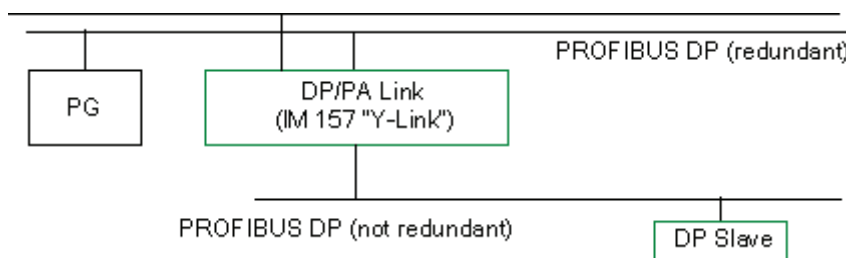 PROFIBUS DP (redundant)
PG
DP/PA Link
(IM 157 "Y-Link")
PROFIBUS DP (not redundant)
DP Slave